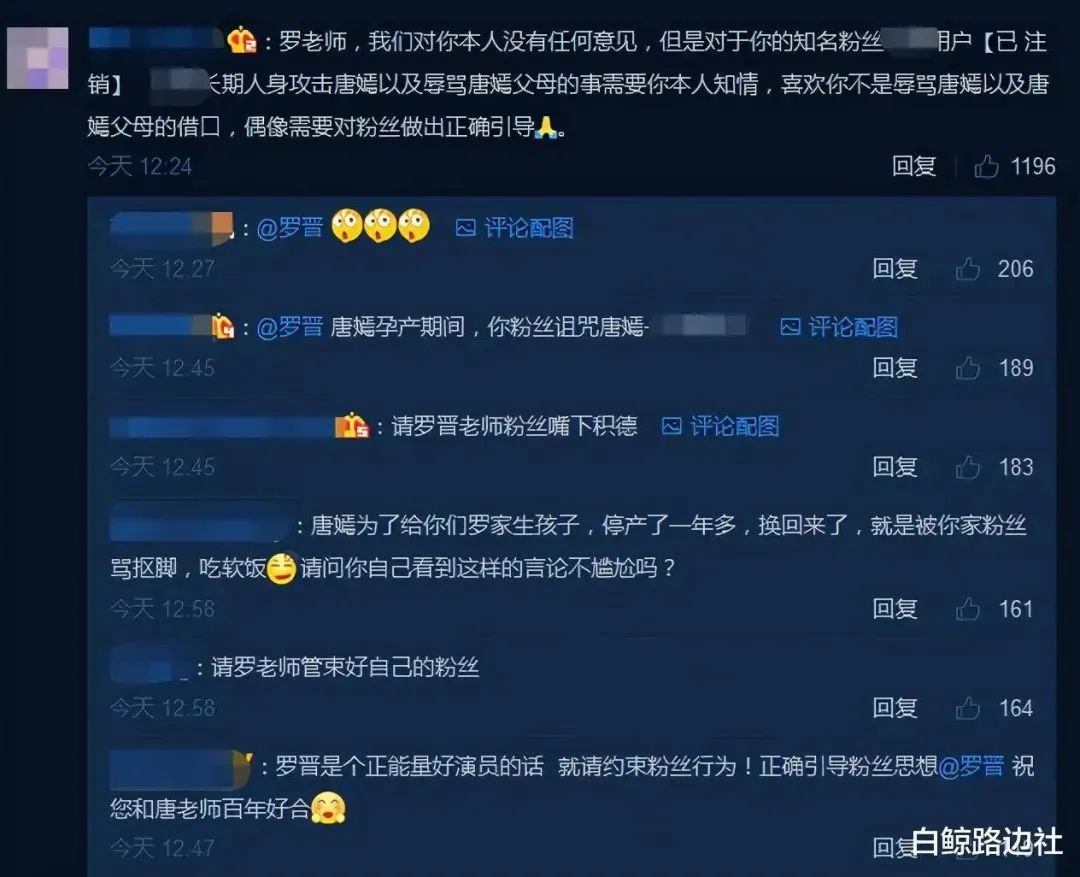 ：罗老师，我们对你本人没有任何意见，但是对于你的知名粉丝 用户【已 注
销】 长期人身攻击唐嫣以及辱骂唐嫣父母的事需要你本人知情，喜欢你不是辱骂唐嫣以及唐
嫣父母的借口，偶像需要对粉丝做出正确引导🙏。
今天 12:24 回复 1196
：@罗晋 评论配图
今天 12:27 回复 206
：@罗晋 唐嫣孕产期间，你粉丝诅咒唐嫣- 评论配图
今天 12:45 回复 189
：请罗晋老师粉丝嘴下积德 评论配图
今天 12:45 回复 183
：唐嫣为了给你们罗家生孩子，停产了一年多，换回来了，就是被你家粉丝
骂抠脚，吃软饭 请问你自己看到这样的言论不尴尬吗？
今天 12:58 回复 161
：请罗老师管束好自己的粉丝
今天 12:58 回复 164
：罗晋是个正能量好演员的话 就请约束粉丝行为！正确引导粉丝思想@罗晋 祝
您和唐老师百年好合
今天 12:47 回复
白鲸路边社